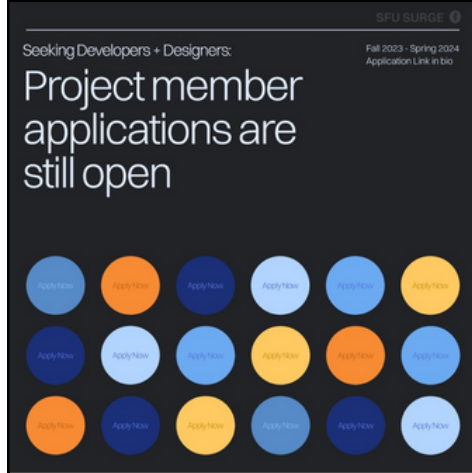 SFU SURGE
Seeking Developers + Designers:
Fall 2023 - Spring 2024
Application Link in bio
Project member
applications are
still open
Apply Now Apply Now Apply Now Apply Now Apply Now Apply Now
Apply Now Apply Now Apply Now Apply Now Apply Now Apply Now
Apply Now Apply Now Apply Now Apply Now Apply Now Apply Now